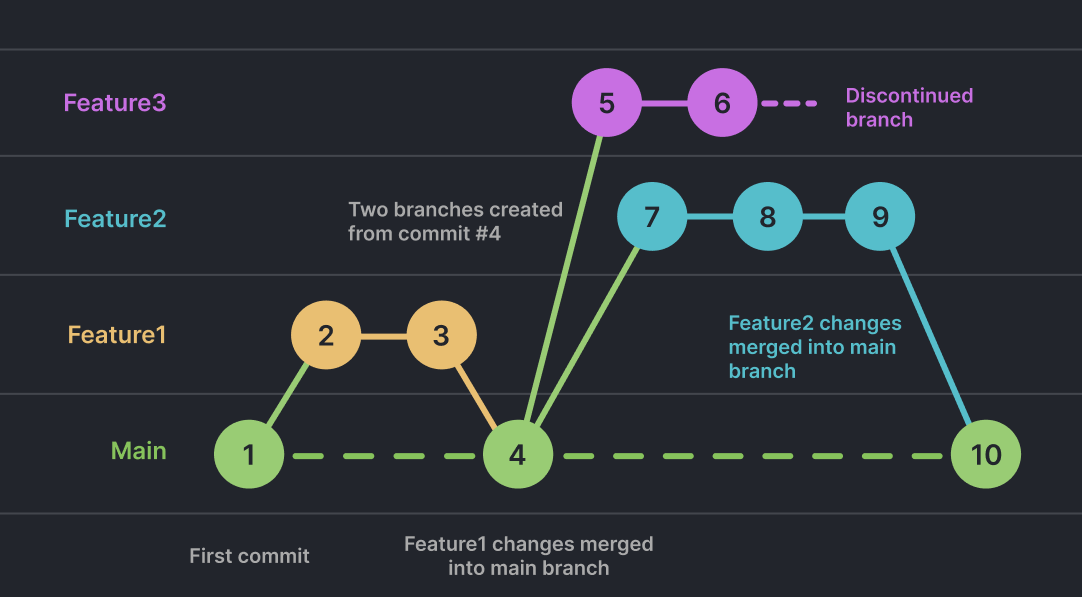 Feature3
5
6
Discontinued
branch
Feature2
Two branches created
from commit #4
7
8
9
Feature1
2
3
Feature2 changes
merged into main
branch
Main
1
4
10
First commit
Feature1 changes merged
into main branch